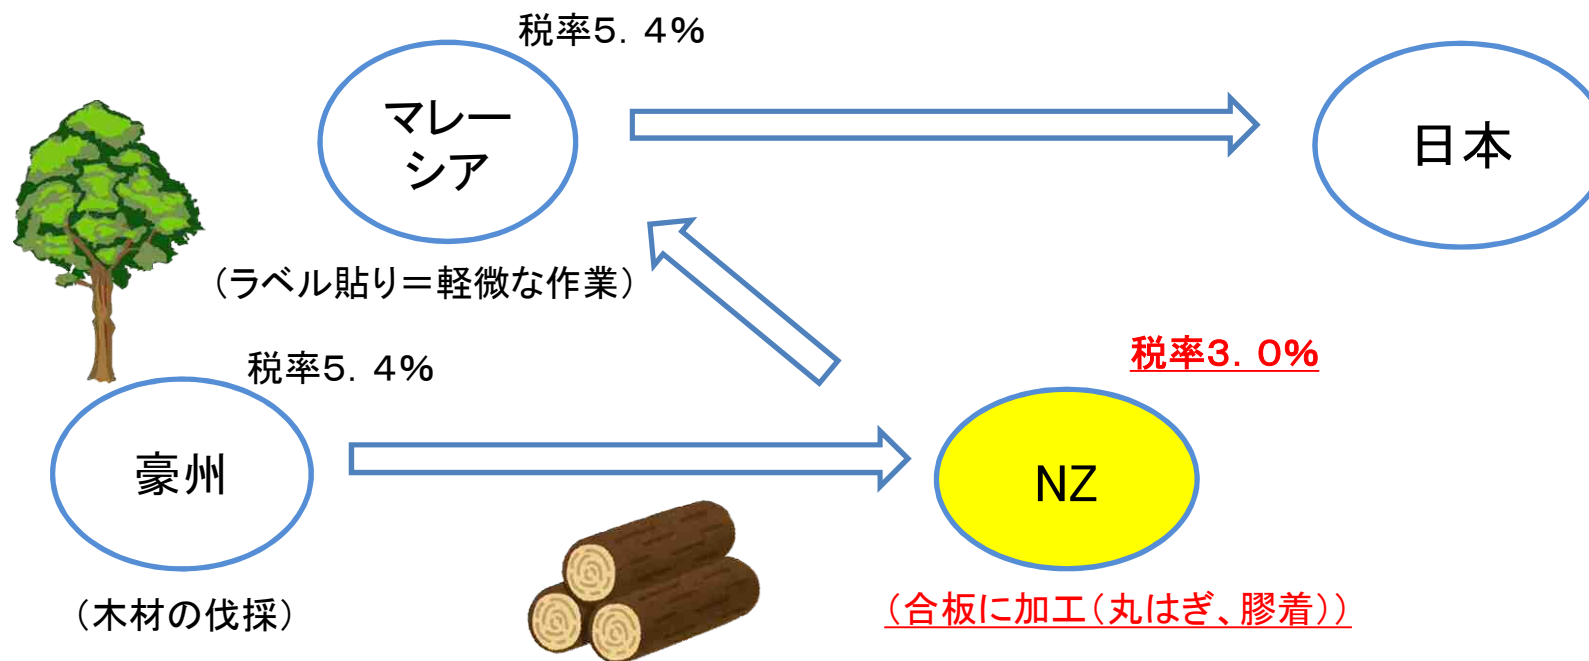 税率5．4%
マレー
シア
日本
（ラベル貼り＝軽微な作業）
税率5．4%
税率3．0%
豪州
NZ
（木材の伐採）
（合板に加工（丸はぎ、膠着））